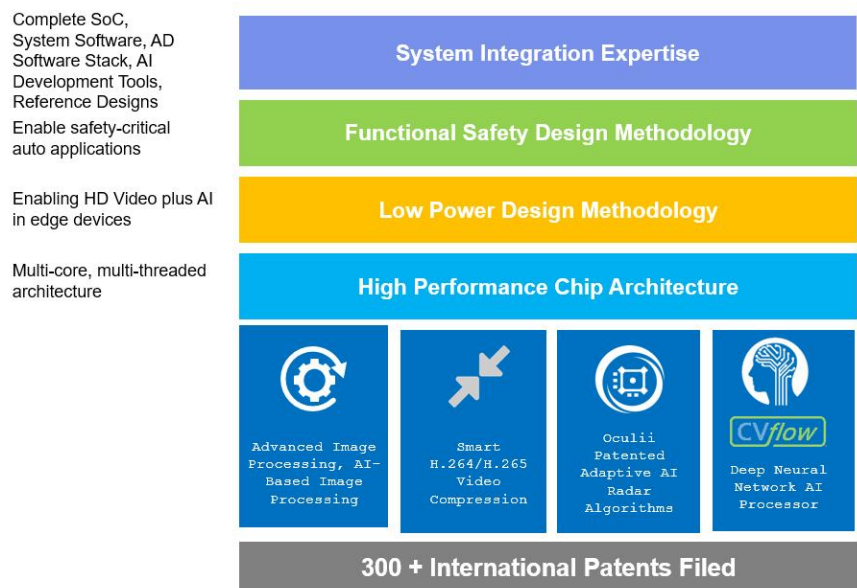 Complete SoC,
System Software, AD
Software Stack, AI
Development Tools,
Reference Designs
System Integration Expertise
Enable safety-critical
auto applications
Functional Safety Design Methodology
Enabling HD Video plus AI
in edge devices
Low Power Design Methodology
Multi-core, multi-threaded
architecture
High Performance Chip Architecture
Advanced Image
Processing, AI-
Based Image
Processing
Smart
H.264/H.265
Video
Compression
Oculii
Patented
Adaptive AI
Radar
Algorithms
CVflow
Deep Neural
Network AI
Processor
300 + International Patents Filed